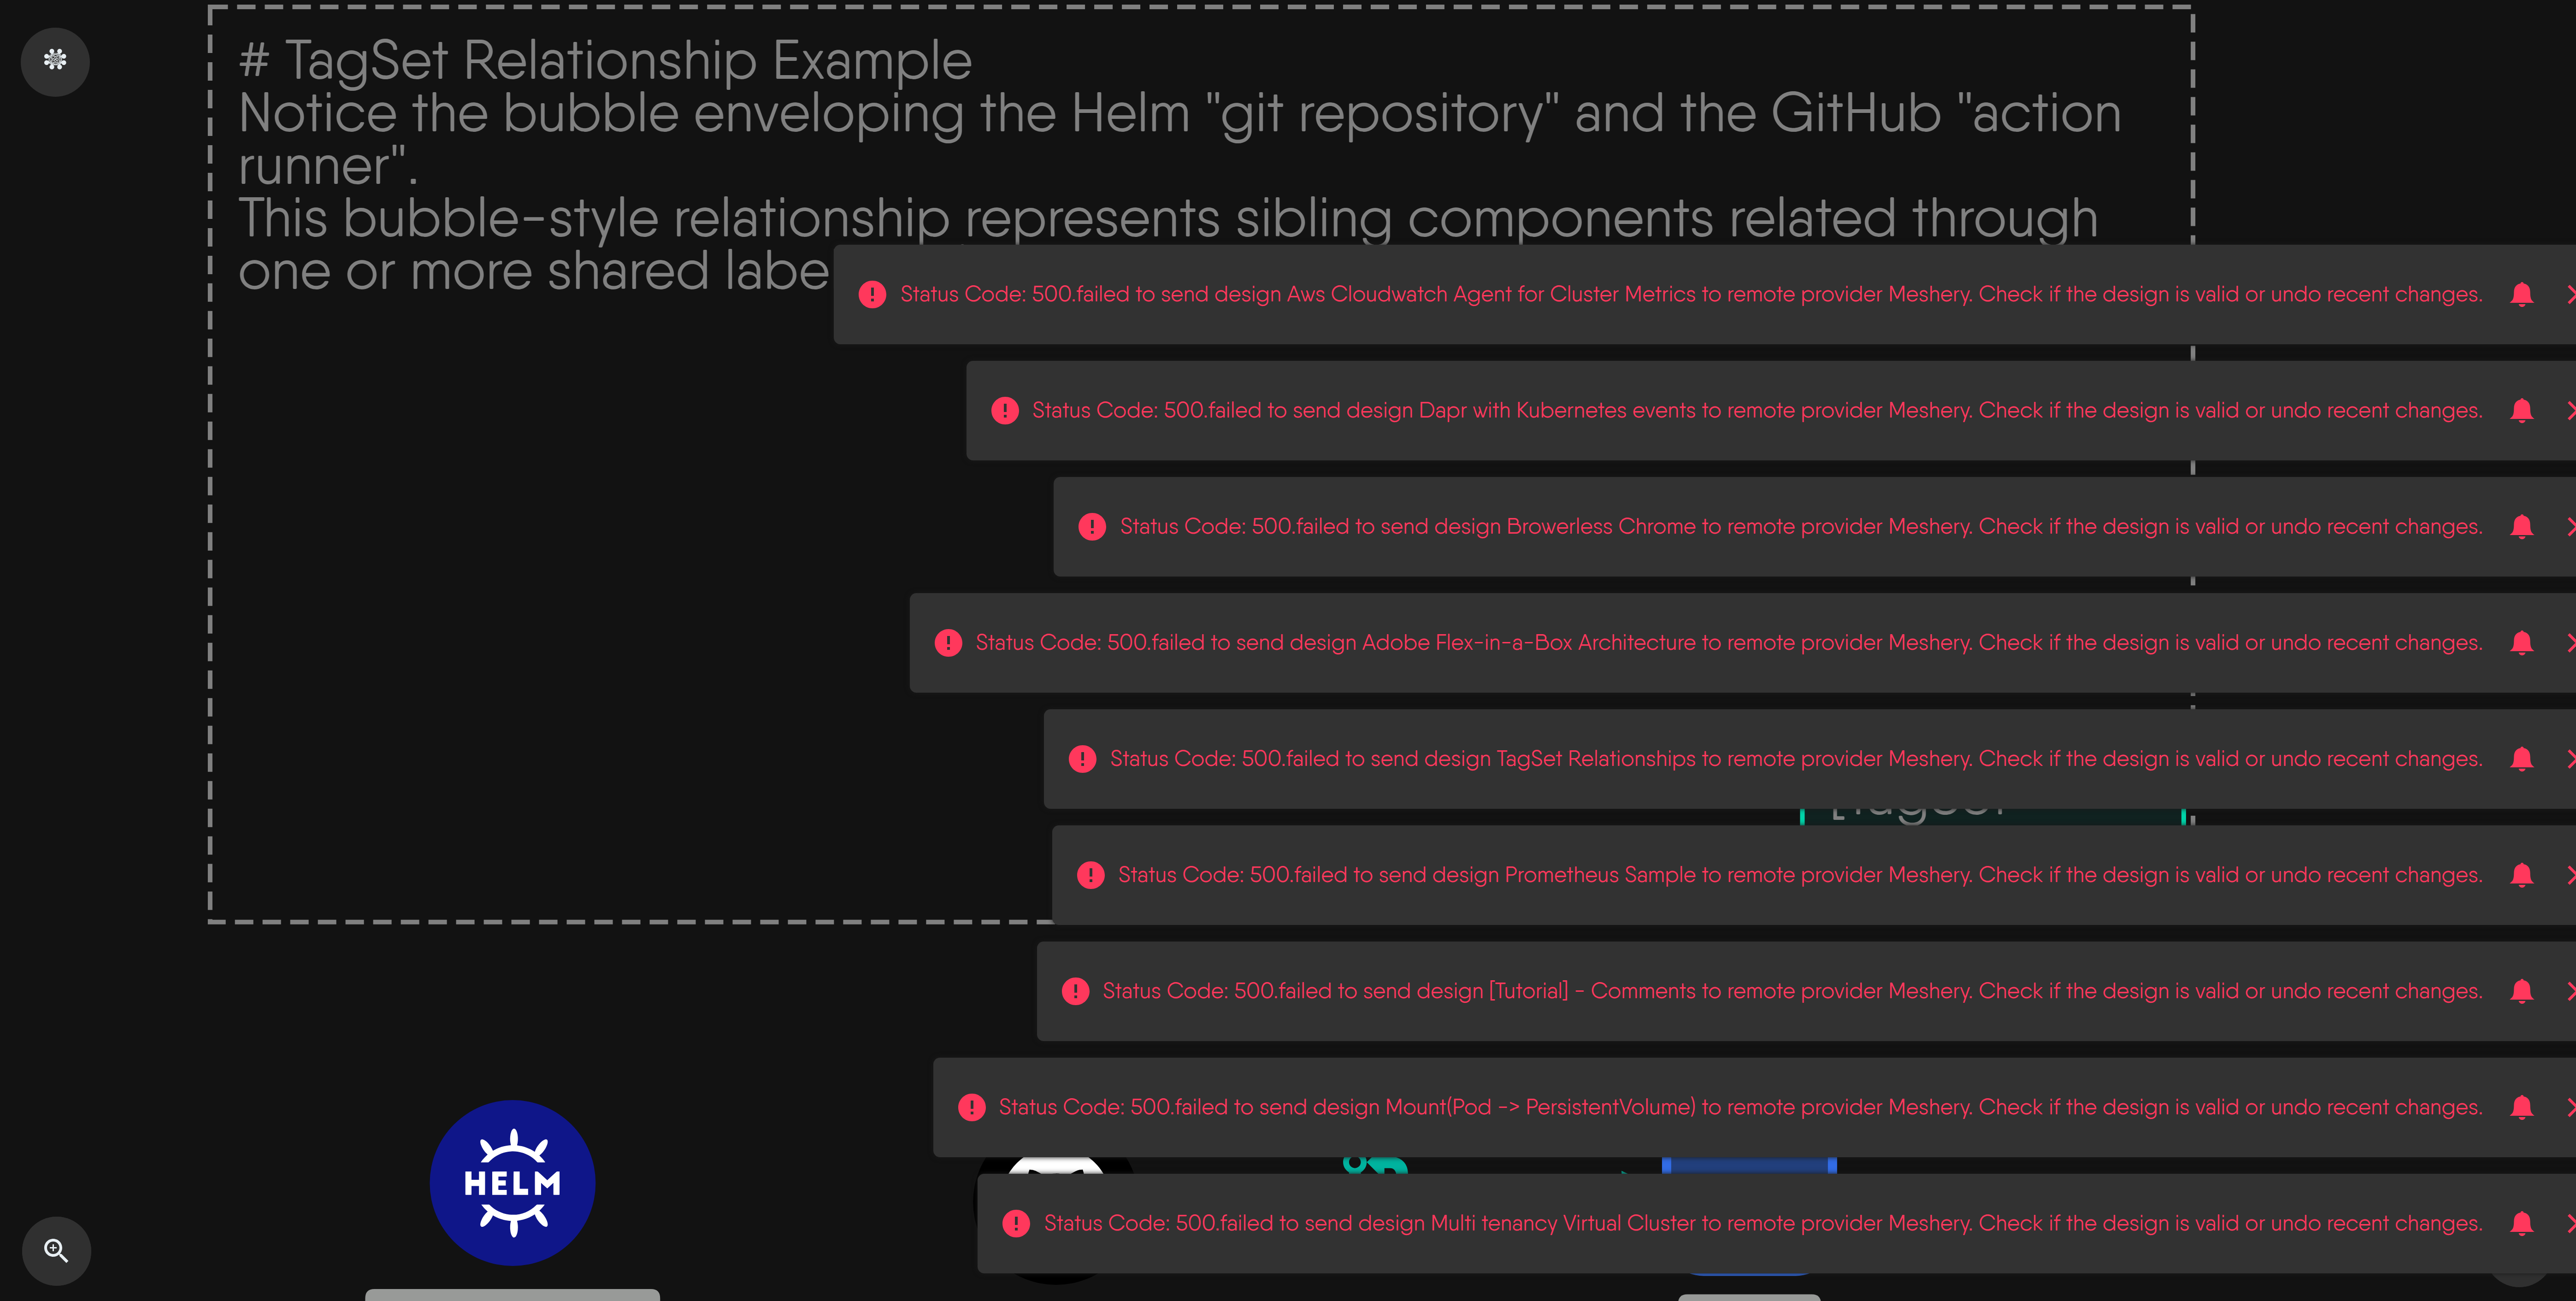 # TagSet Relationship Example
Notice the bubble enveloping the Helm "git repository" and the GitHub "action
runner".
This bubble-style relationship represents sibling components related through
one or more shared labe
Status Code: 500.failed to send design Aws Cloudwatch Agent for Cluster Metrics to remote provider Meshery. Check if the design is valid or undo recent changes.
Status Code: 500.failed to send design Dapr with Kubernetes events to remote provider Meshery. Check if the design is valid or undo recent changes.
Status Code: 500.failed to send design Browerless Chrome to remote provider Meshery. Check if the design is valid or undo recent changes.
Status Code: 500.failed to send design Adobe Flex-in-a-Box Architecture to remote provider Meshery. Check if the design is valid or undo recent changes.
Status Code: 500.failed to send design TagSet Relationships to remote provider Meshery. Check if the design is valid or undo recent changes.
Status Code: 500.failed to send design Prometheus Sample to remote provider Meshery. Check if the design is valid or undo recent changes.
Status Code: 500.failed to send design [Tutorial] - Comments to remote provider Meshery. Check if the design is valid or undo recent changes.
Status Code: 500.failed to send design Mount(Pod -> PersistentVolume) to remote provider Meshery. Check if the design is valid or undo recent changes.
HELM
Status Code: 500.failed to send design Multi tenancy Virtual Cluster to remote provider Meshery. Check if the design is valid or undo recent changes.